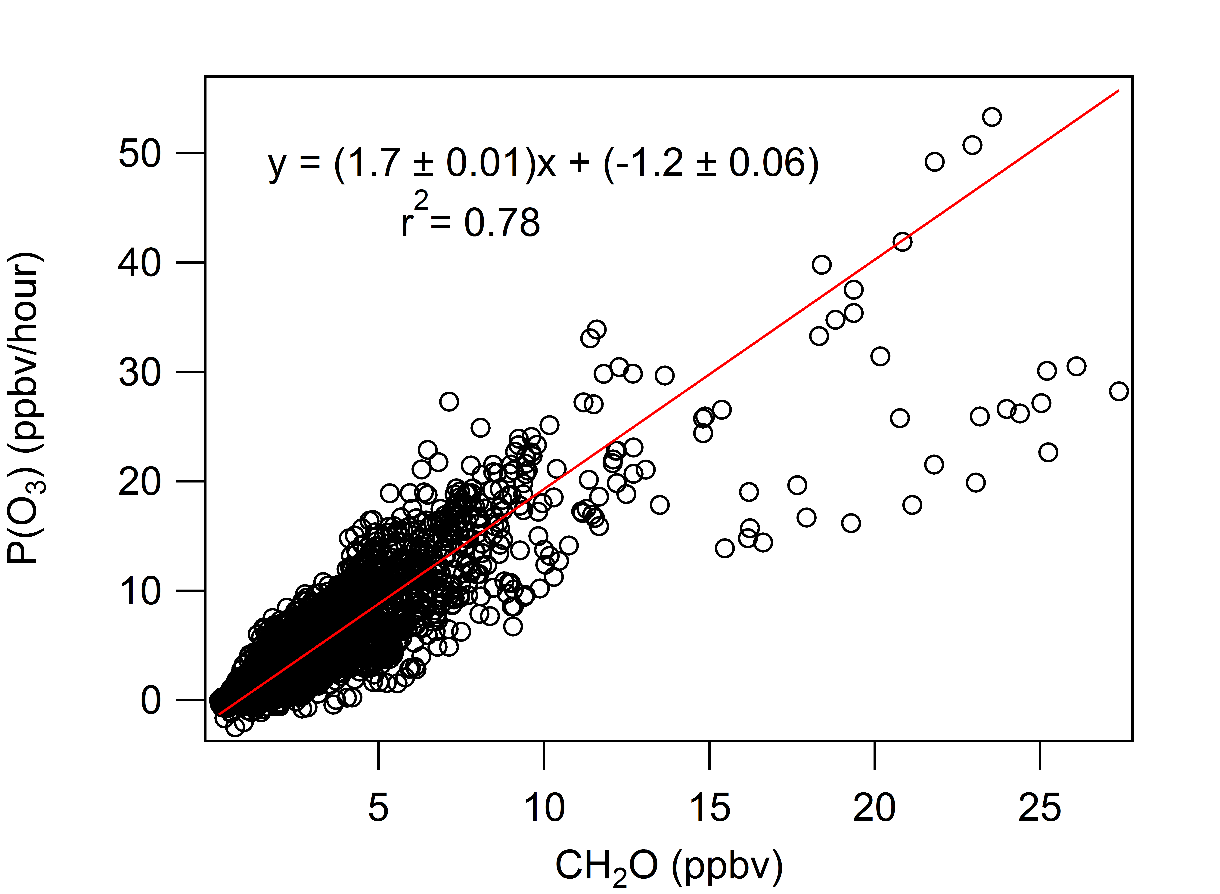 y = (1.7 ± 0.01)x + (-1.2 ± 0.06)
r² = 0.78
P(O₃) (ppbv/hour)
50
40
30
20
10
0
5 10 15 20 25
CH₂O (ppbv)